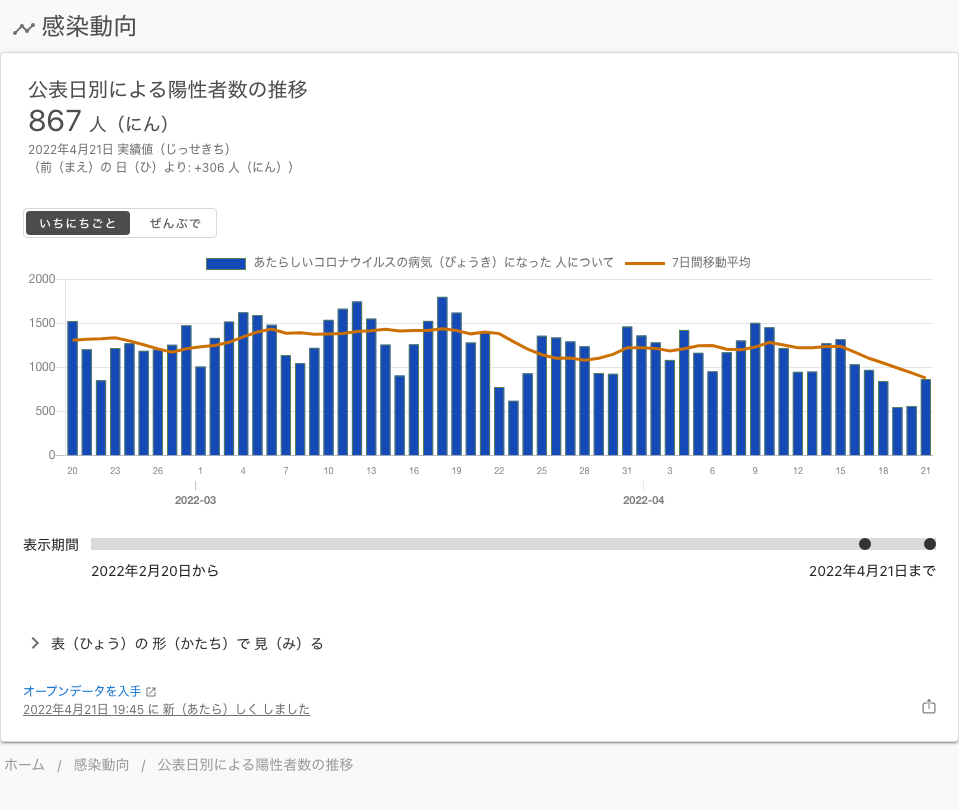 感染動向
公表日別による陽性者数の推移
867 人（にん）
2022年4月21日 実績値（じっせきち）
（前（まえ）の 日（ひ）より: +306 人（にん））
いちにちごと ぜんぶで
あたらしいコロナウイルスの病気（びょうき）になった 人について 7日間移動平均
2000
1500
1000
500
0
20 23 26 1 4 7 10 13 16 19 22 25 28 31 3 6 9 12 15 18 21
2022-03 2022-04
表示期間
2022年2月20日から 2022年4月21日まで
表（ひょう）の 形（かたち）で 見（み）る
オープンデータを入手
2022年4月21日 19:45 に 新（あたら）しく しました
ホーム / 感染動向 / 公表日別による陽性者数の推移